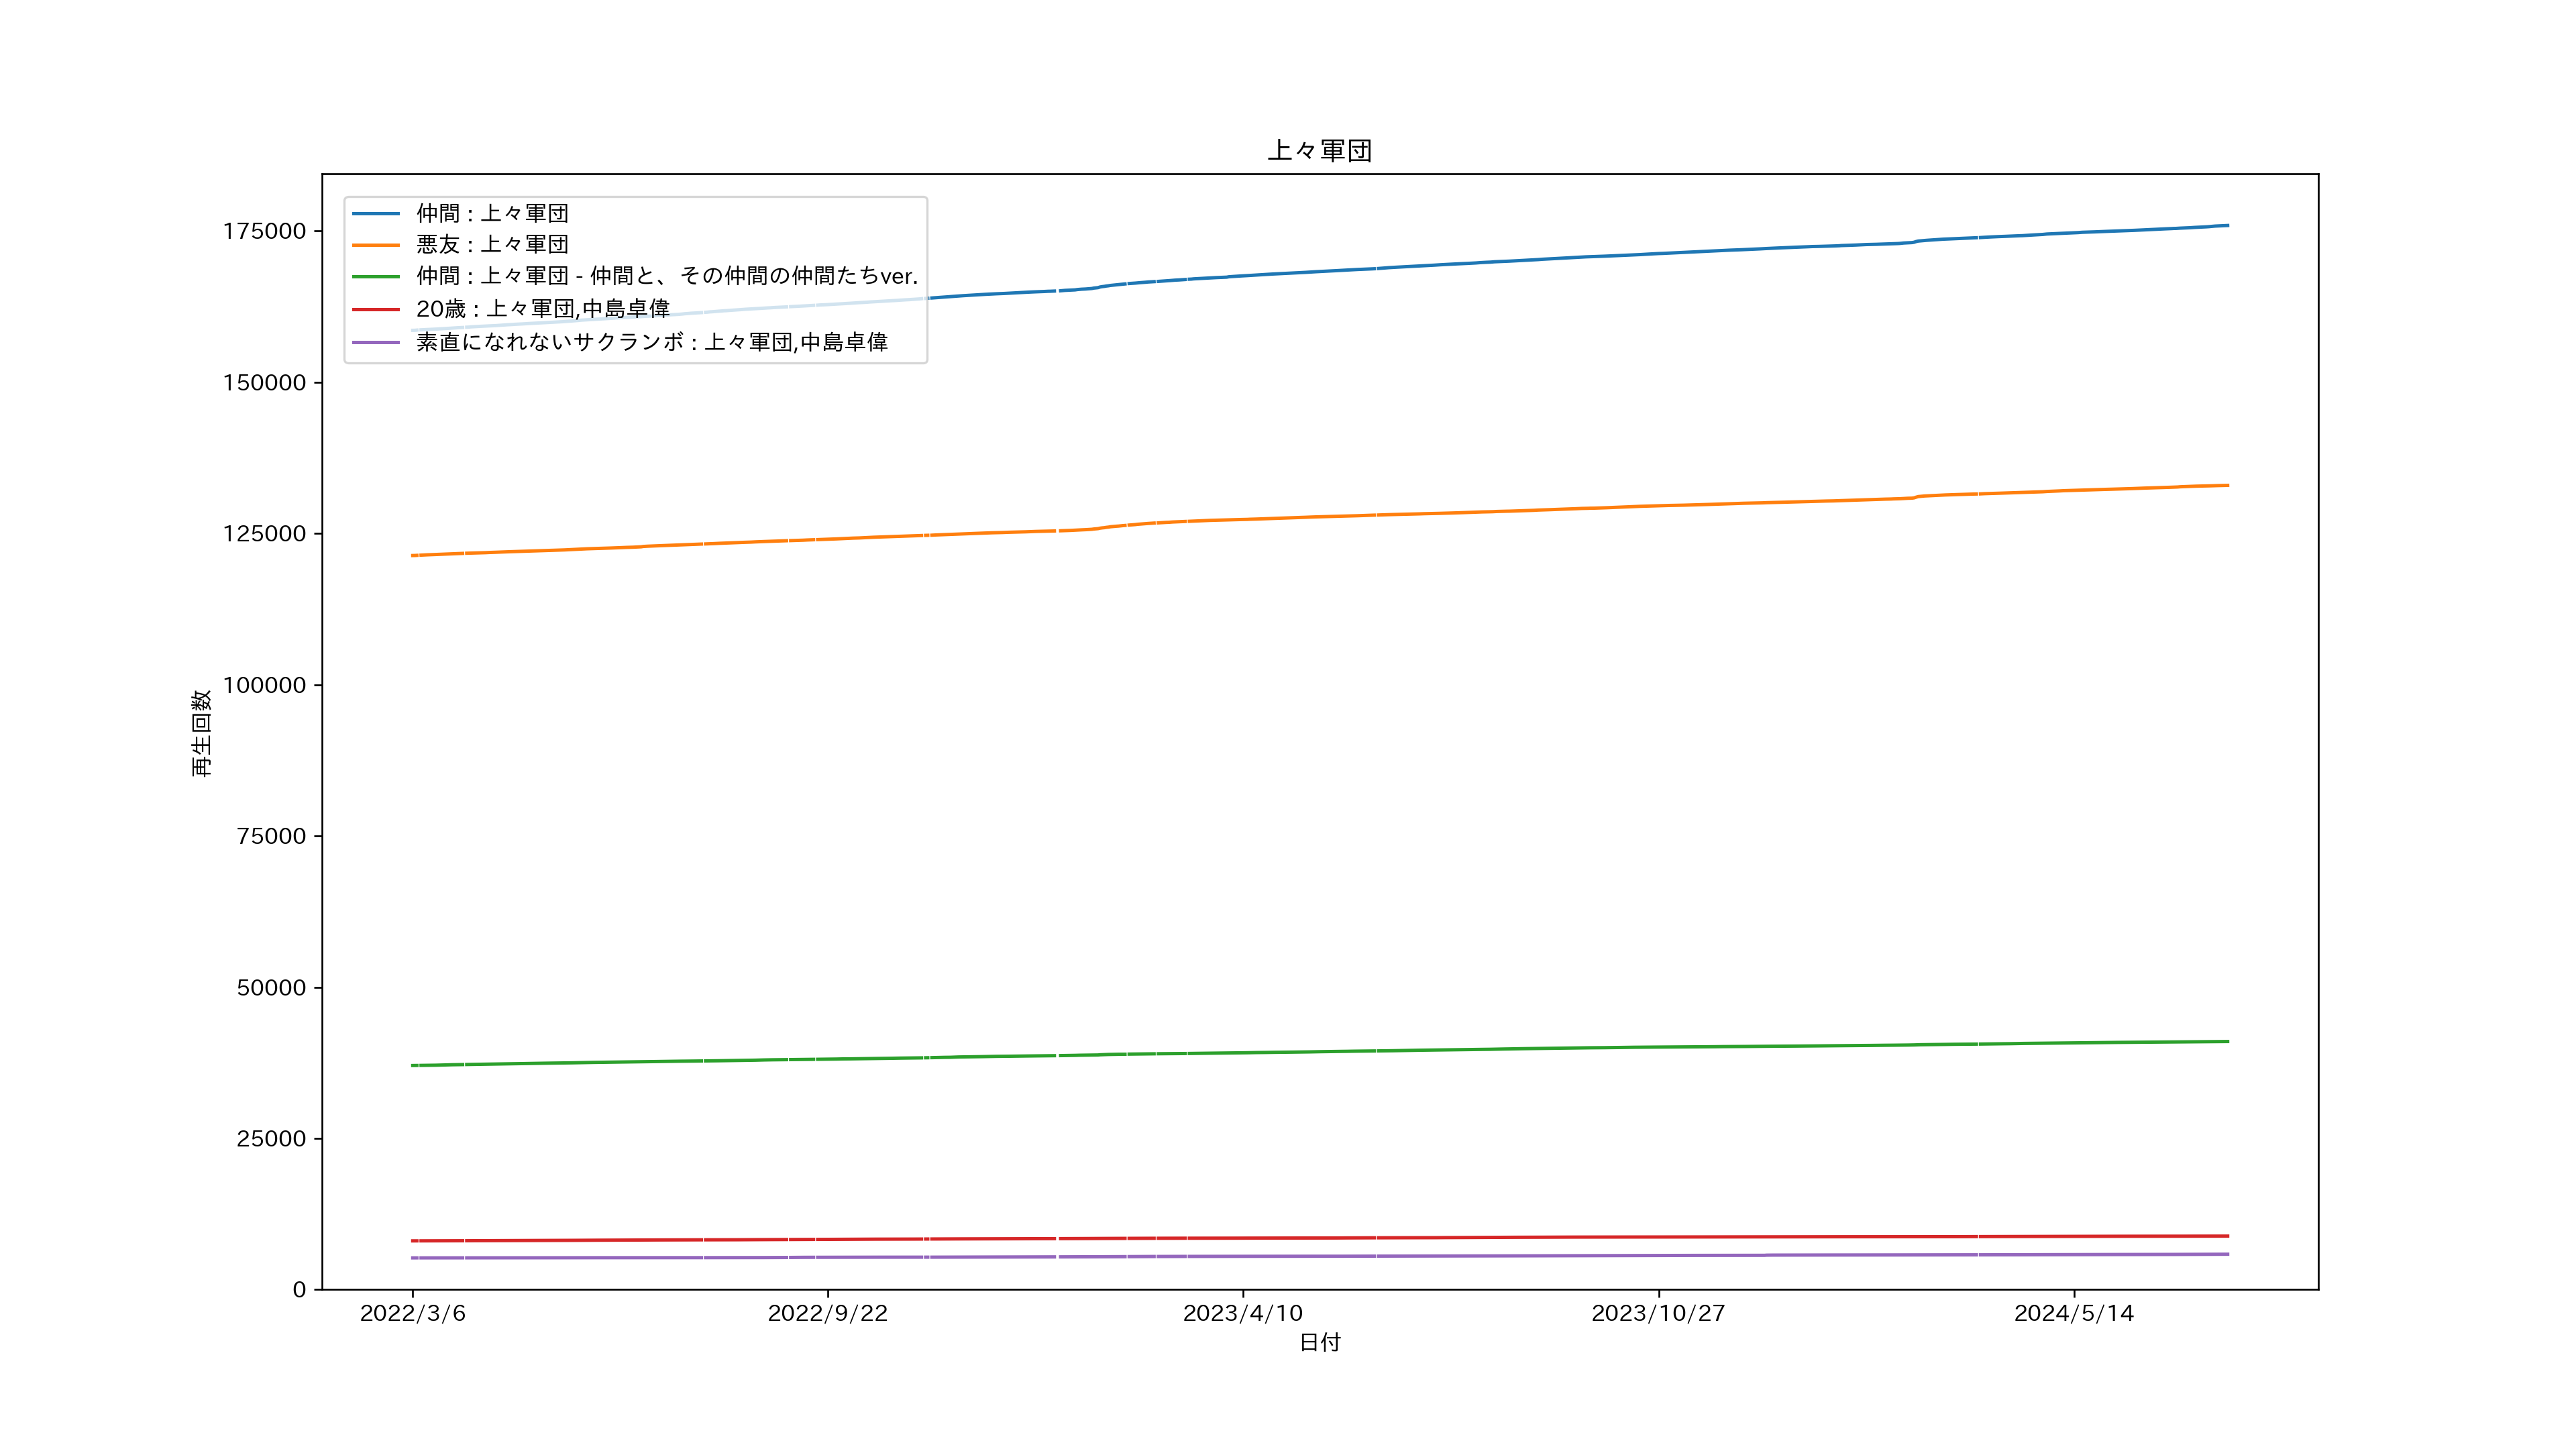 上々軍団
仲間 : 上々軍団
悪友 : 上々軍団
仲間 : 上々軍団 - 仲間と、その仲間の仲間たちver.
20歳 : 上々軍団,中島卓偉
素直になれないサクランボ : 上々軍団,中島卓偉
175000
150000
125000
100000
75000
50000
25000
0
再生回数
2022/3/6
2022/9/22
2023/4/10
2023/10/27
2024/5/14
日付